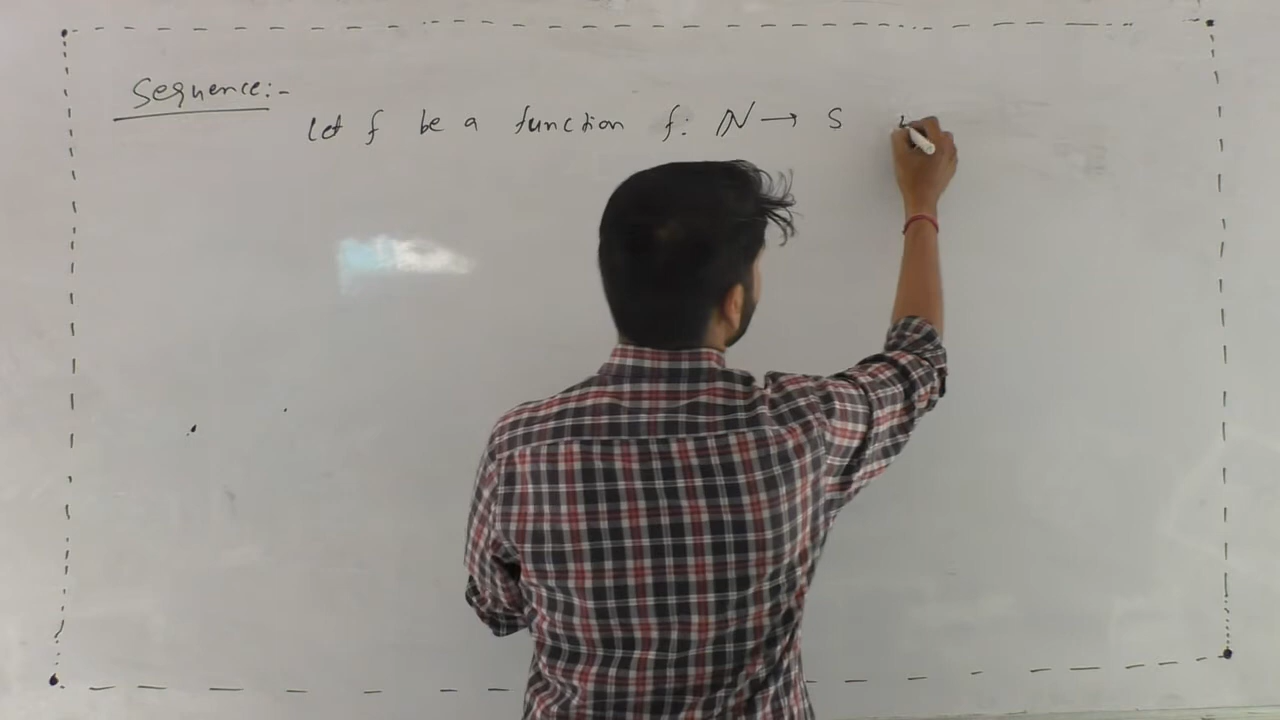 Sequence:-
Let f be a function f: ℕ → S